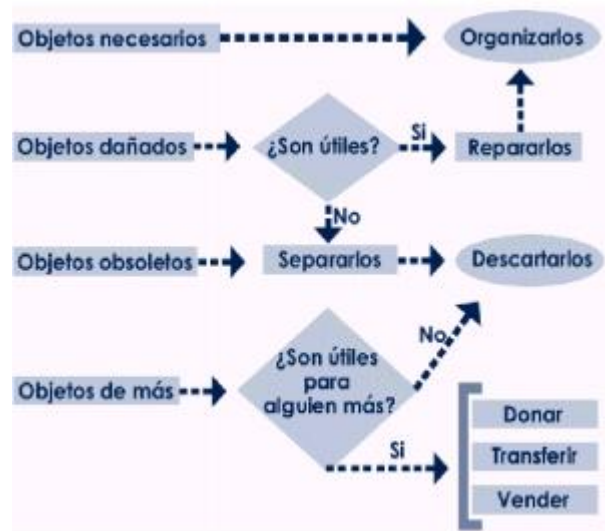 Objetos necesarios
Organizarlos
Objetos dañados
¿Son útiles?
Si
Repararlos
No
Objetos obsoletos
Separarlos
Descartarlos
Objetos de más
¿Son útiles
para
alguien más?
No
Si
Donar
Transferir
Vender